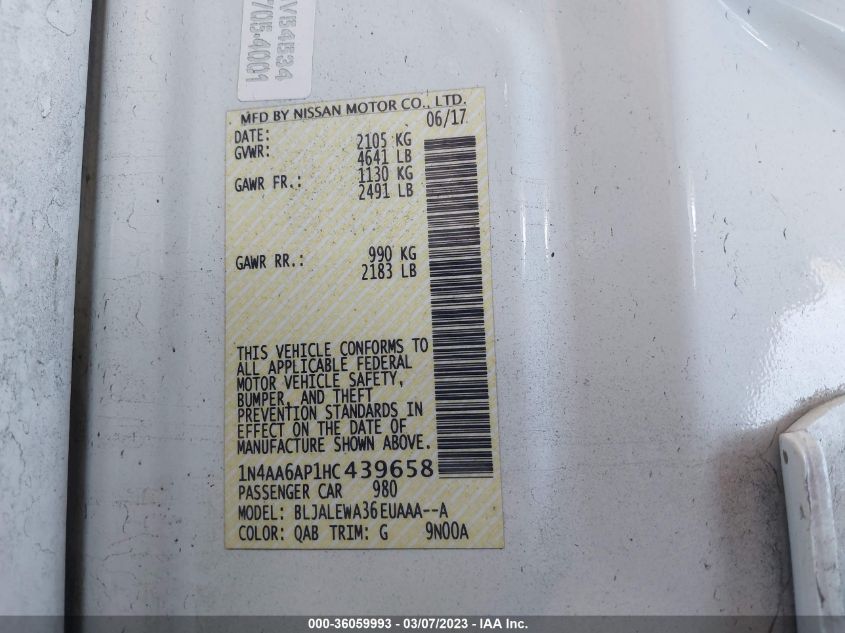 VB4534
705-4001
MFD BY NISSAN MOTOR CO., LTD.
DATE: 06/17
GVWR: 2105 KG
4641 LB
GAWR FR.: 1130 KG
2491 LB
GAWR RR.: 990 KG
2183 LB
THIS VEHICLE CONFORMS TO
ALL APPLICABLE FEDERAL
MOTOR VEHICLE SAFETY,
BUMPER, AND THEFT
PREVENTION STANDARDS IN
EFFECT ON THE DATE OF
MANUFACTURE SHOWN ABOVE.
1N4AA6AP1HC439658
PASSENGER CAR 980
MODEL: BLJALEWA36EUAAA--A
COLOR: QAB TRIM: G 9N00A
000-36059993 - 03/07/2023 - IAA Inc.